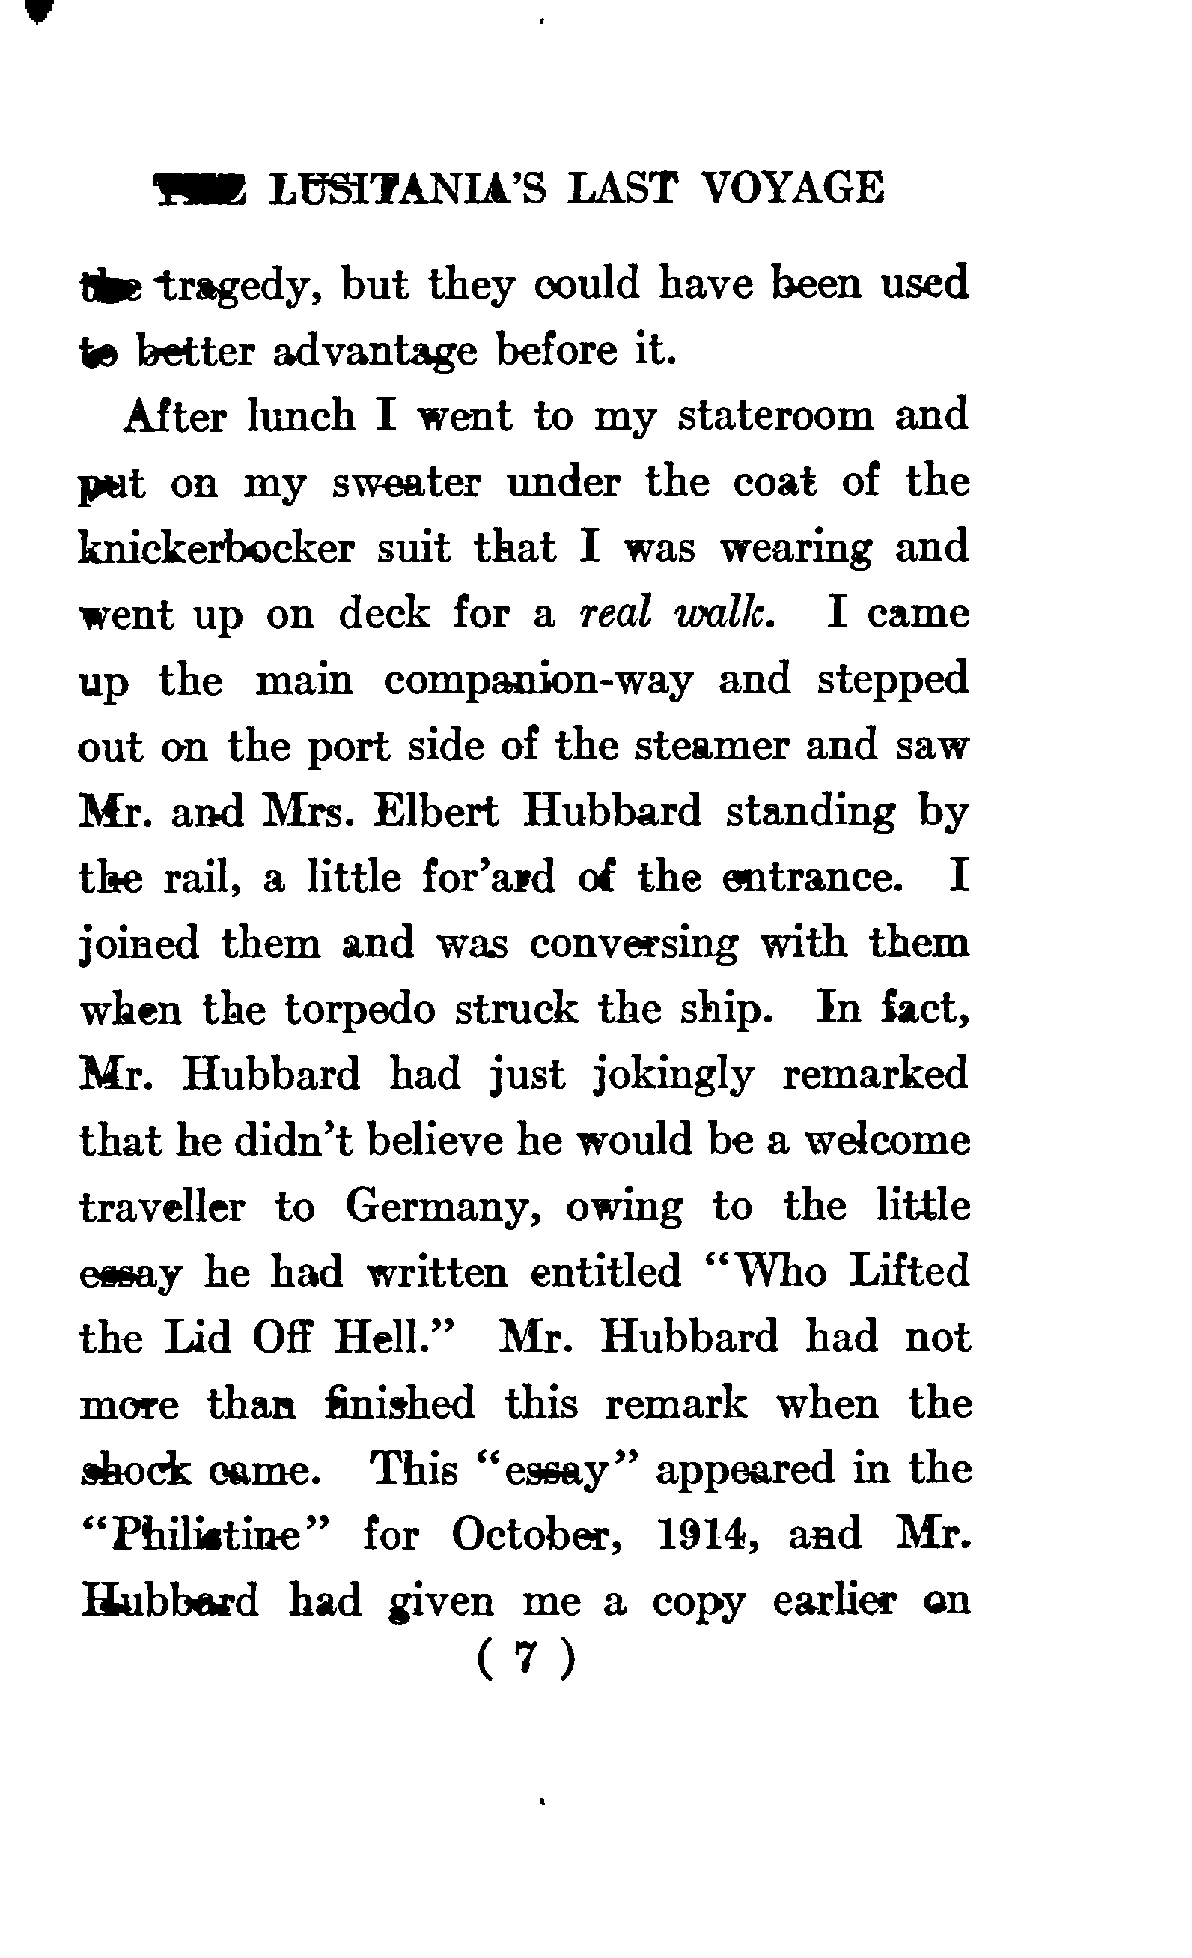 THE LUSITANIA'S LAST VOYAGE
the tragedy, but they could have been used
to better advantage before it.
After lunch I went to my stateroom and
put on my sweater under the coat of the
knickerbocker suit that I was wearing and
went up on deck for a real walk. I came
up the main companion-way and stepped
out on the port side of the steamer and saw
Mr. and Mrs. Elbert Hubbard standing by
the rail, a little for'ard of the entrance. I
joined them and was conversing with them
when the torpedo struck the ship. In fact,
Mr. Hubbard had just jokingly remarked
that he didn't believe he would be a welcome
traveller to Germany, owing to the little
essay he had written entitled "Who Lifted
the Lid Off Hell." Mr. Hubbard had not
more than finished this remark when the
shock came. This "essay" appeared in the
"Philistine" for October, 1914, and Mr.
Hubbard had given me a copy earlier on
( 7 )